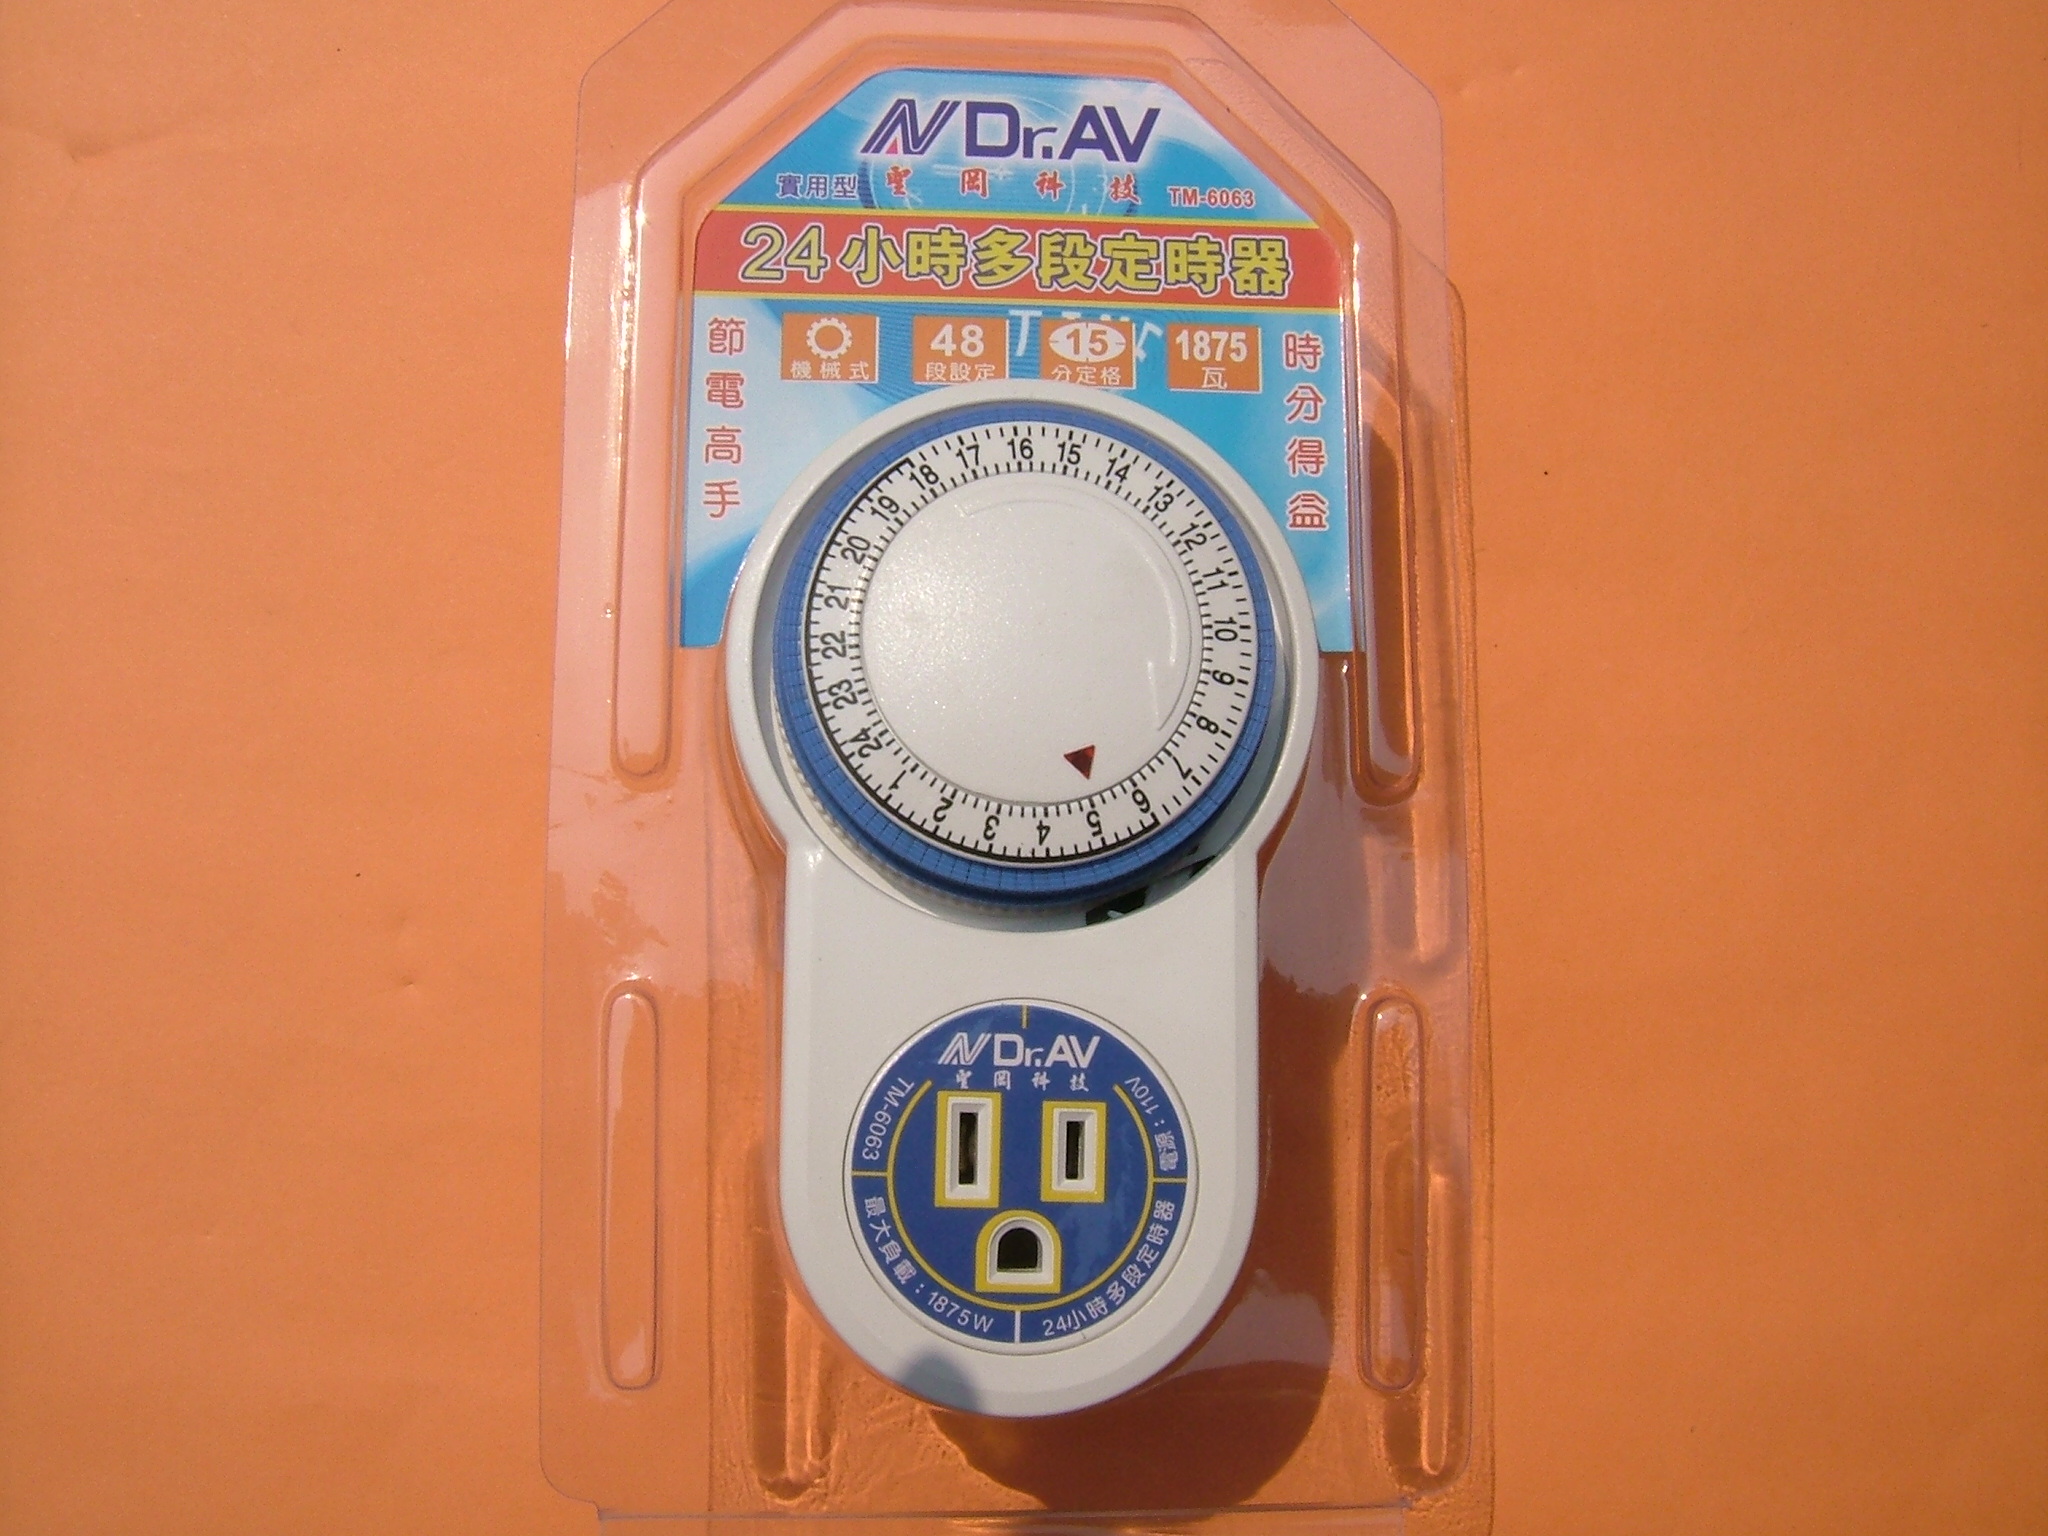 Dr.AV
實用型 聖岡科技 TM-6063
24小時多段定時器
節電高手
機械式
48
段設定
15
分定格
1875
瓦
時分得益
16 15 14 13 12 11 10 9 8 7 6 5 4 3 2 1 24 23 22 21 20 19 18 17
Dr.AV
聖岡科技
TM-6063
電源：110V
最大負載：1875W
24小時多段定時器